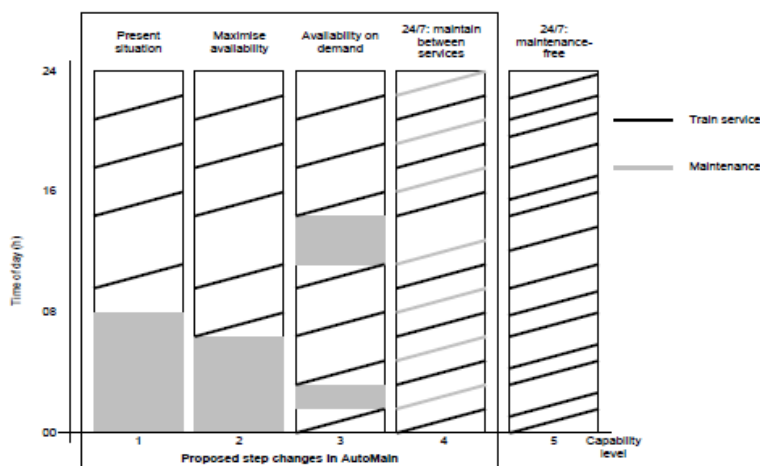 Present situation
Maximise availability
Availability on demand
24/7: maintain between services
24/7: maintenance-free
24
16
08
00
Time of day (h)
Train service
Maintenance
1
2
3
4
5
Capability level
Proposed step changes in AutoMain